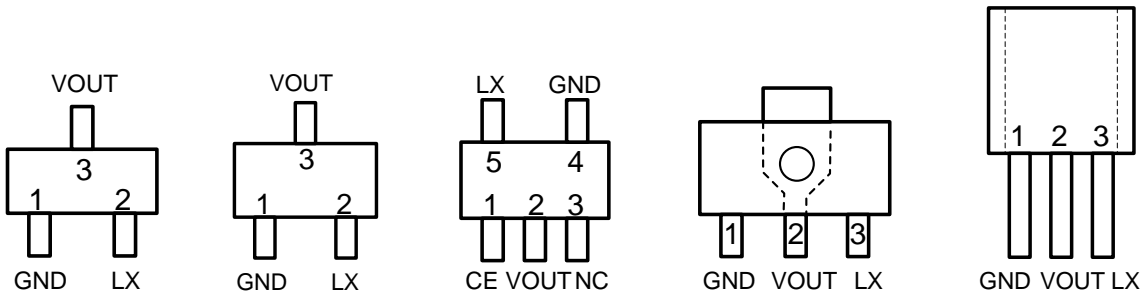 VOUT
3
1 2
GND LX
VOUT
3
1 2
GND LX
LX GND
5 4
1 2 3
CE VOUT NC
1 2 3
GND VOUT LX
1 2 3
GND VOUT LX